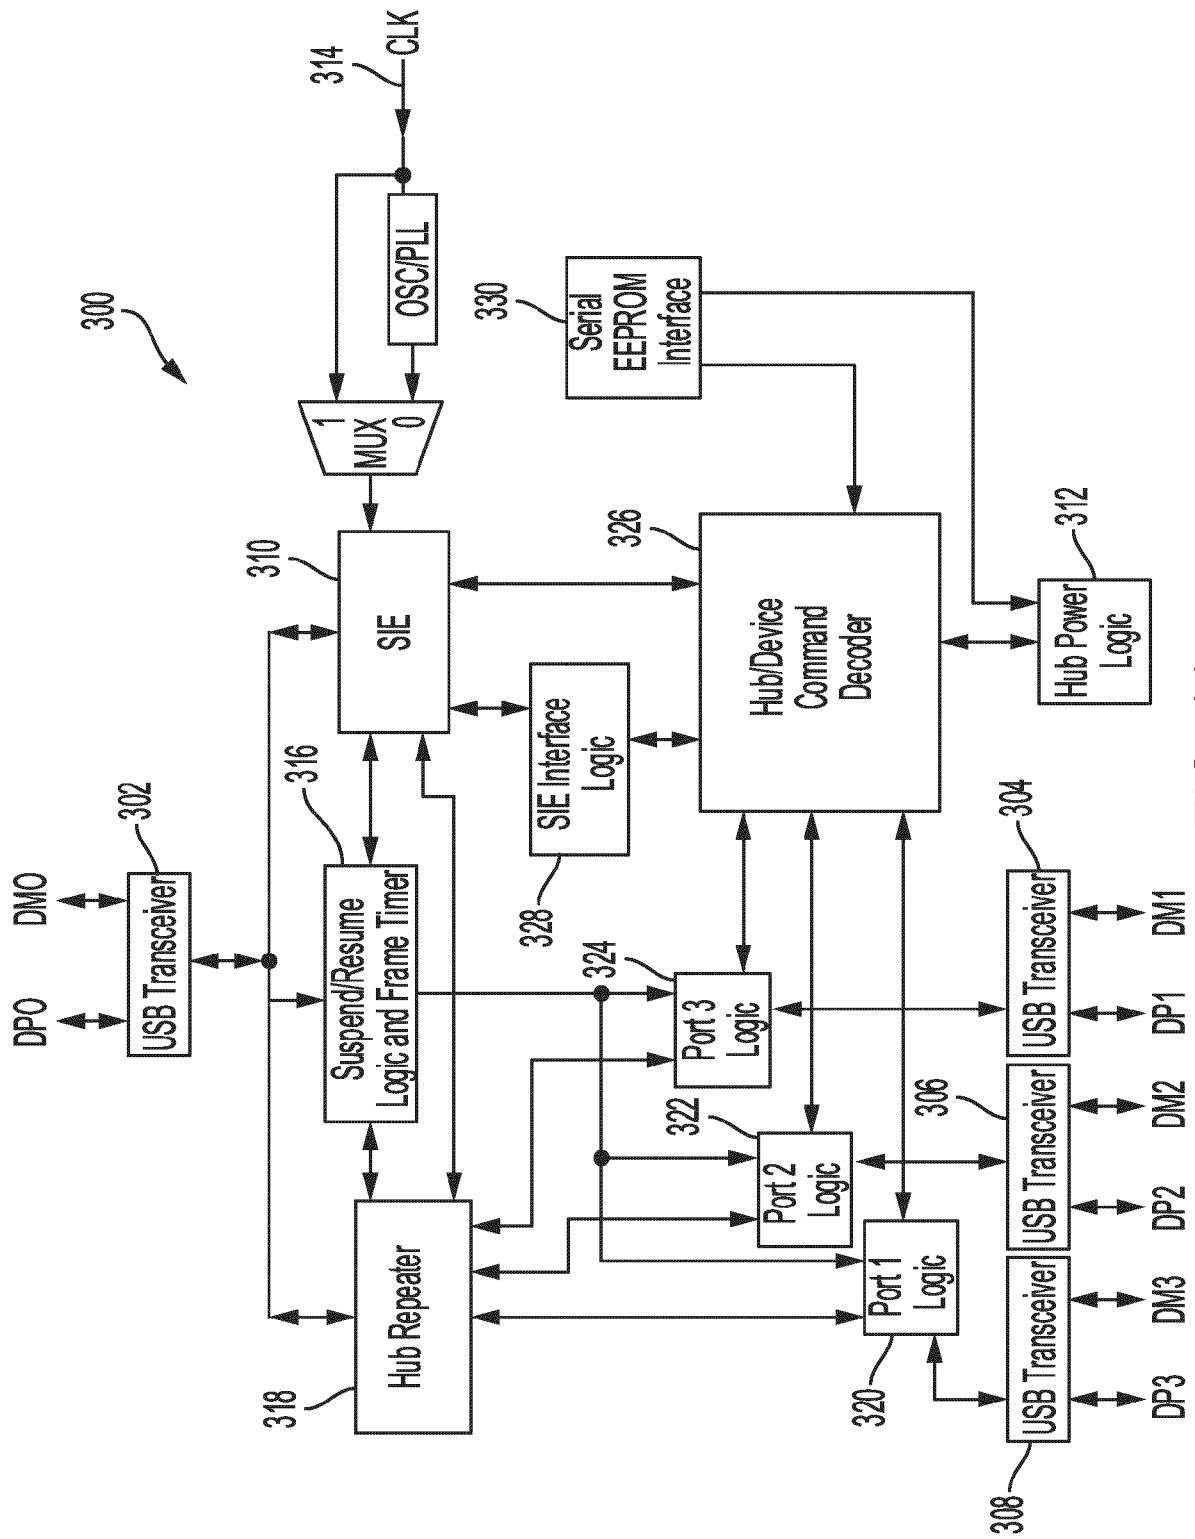 300
314
CLK
OSC/PLL
1
MUX
0
DPO
DMO
302
USB Transceiver
310
SIE
316
Suspend/Resume
Logic and Frame Timer
318
Hub Repeater
328
SIE Interface
Logic
330
Serial
EEPROM
Interface
326
Hub/Device
Command
Decoder
312
Hub Power
Logic
324
Port 3
Logic
322
Port 2
Logic
320
Port 1
Logic
308
USB Transceiver
306
USB Transceiver
304
USB Transceiver
DP3
DM3
DP2
DM2
DP1
DM1